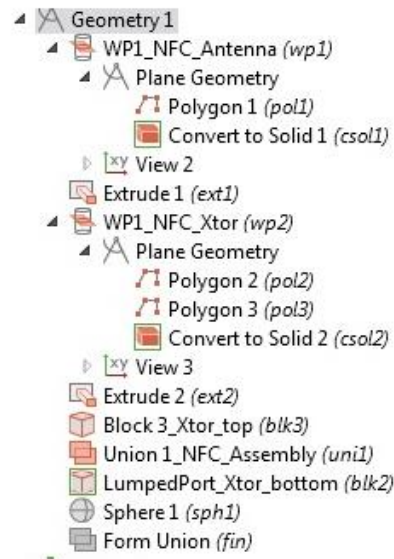 Geometry 1
WP1_NFC_Antenna (wp1)
Plane Geometry
Polygon 1 (pol1)
Convert to Solid 1 (csol1)
xy View 2
Extrude 1 (ext1)
WP1_NFC_Xtor (wp2)
Plane Geometry
Polygon 2 (pol2)
Polygon 3 (pol3)
Convert to Solid 2 (csol2)
xy View 3
Extrude 2 (ext2)
Block 3_Xtor_top (blk3)
Union 1_NFC_Assembly (uni1)
LumpedPort_Xtor_bottom (blk2)
Sphere 1 (sph1)
Form Union (fin)